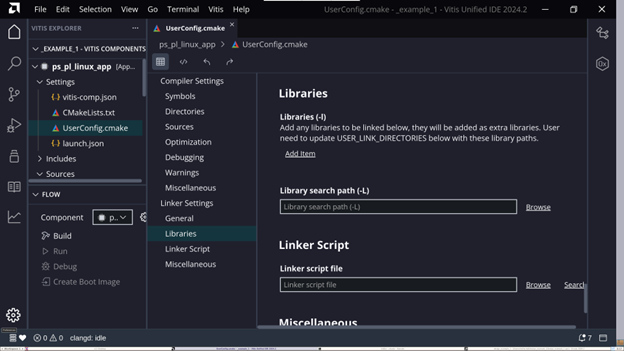 File Edit Selection View Go Terminal Vitis Help
UserConfig.cmake - _example_1 - Vitis Unified IDE 2024.2
VITIS EXPLORER
_EXAMPLE_1 - VITIS COMPONENTS
ps_pl_linux_app [App...
Settings
vitis-comp.json
CMakeLists.txt
UserConfig.cmake
launch.json
Includes
Sources
FLOW
Component p..
Build
Run
Debug
Create Boot Image
UserConfig.cmake
ps_pl_linux_app > UserConfig.cmake
Compiler Settings
Symbols
Directories
Sources
Optimization
Debugging
Warnings
Miscellaneous
Linker Settings
General
Libraries
Linker Script
Miscellaneous
Libraries
Libraries (-l)
Add any libraries to be linked below, they will be added as extra libraries. User
need to update USER_LINK_DIRECTORIES below with these library paths.
Add Item
Library search path (-L)
Library search path (-L) Browse
Linker Script
Linker script file
Linker script file Browse Search
Miscellaneous
0 0 clangd: idle
7